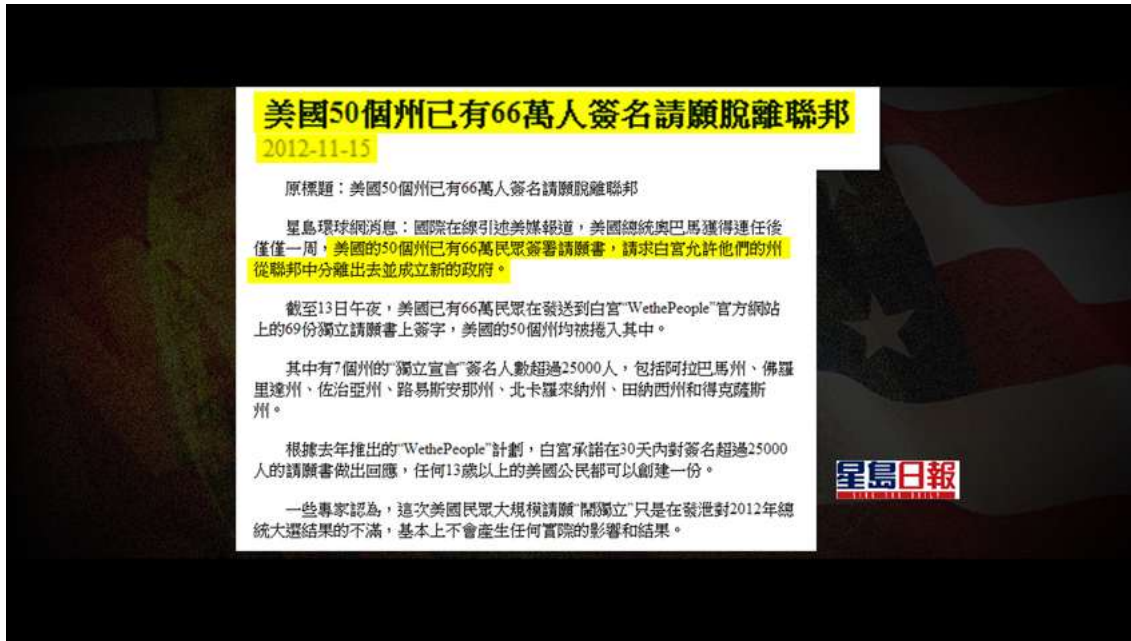 美國50個州已有66萬人簽名請願脫離聯邦
2012-11-15
原標題：美國50個州已有66萬人簽名請願脫離聯邦
星島環球網消息：國際在線引述美媒報道，美國總統奧巴馬獲得連任後
僅僅一周，美國的50個州已有66萬民眾簽署請願書，請求白宮允許他們的州
從聯邦中分離出去並成立新的政府。
截至13日午夜，美國已有66萬民眾在發送到白宮“WethePeople”官方網站
上的69份獨立請願書上簽字，美國的50個州均被捲入其中。
其中有7個州的“獨立宣言”簽名人數超過25000人，包括阿拉巴馬州、佛羅
里達州、佐治亞州、路易斯安那州、北卡羅來納州、田納西州和得克薩斯
州。
根據去年推出的“WethePeople”計劃，白宮承諾在30天內對簽名超過25000
人的請願書做出回應，任何13歲以上的美國公民都可以創建一份。
一些專家認為，這次美國民眾大規模請願“鬧獨立”只是在發泄對2012年總
統大選結果的不滿，基本上不會產生任何實際的影響和結果。
星島日報
SING TAO DAILY